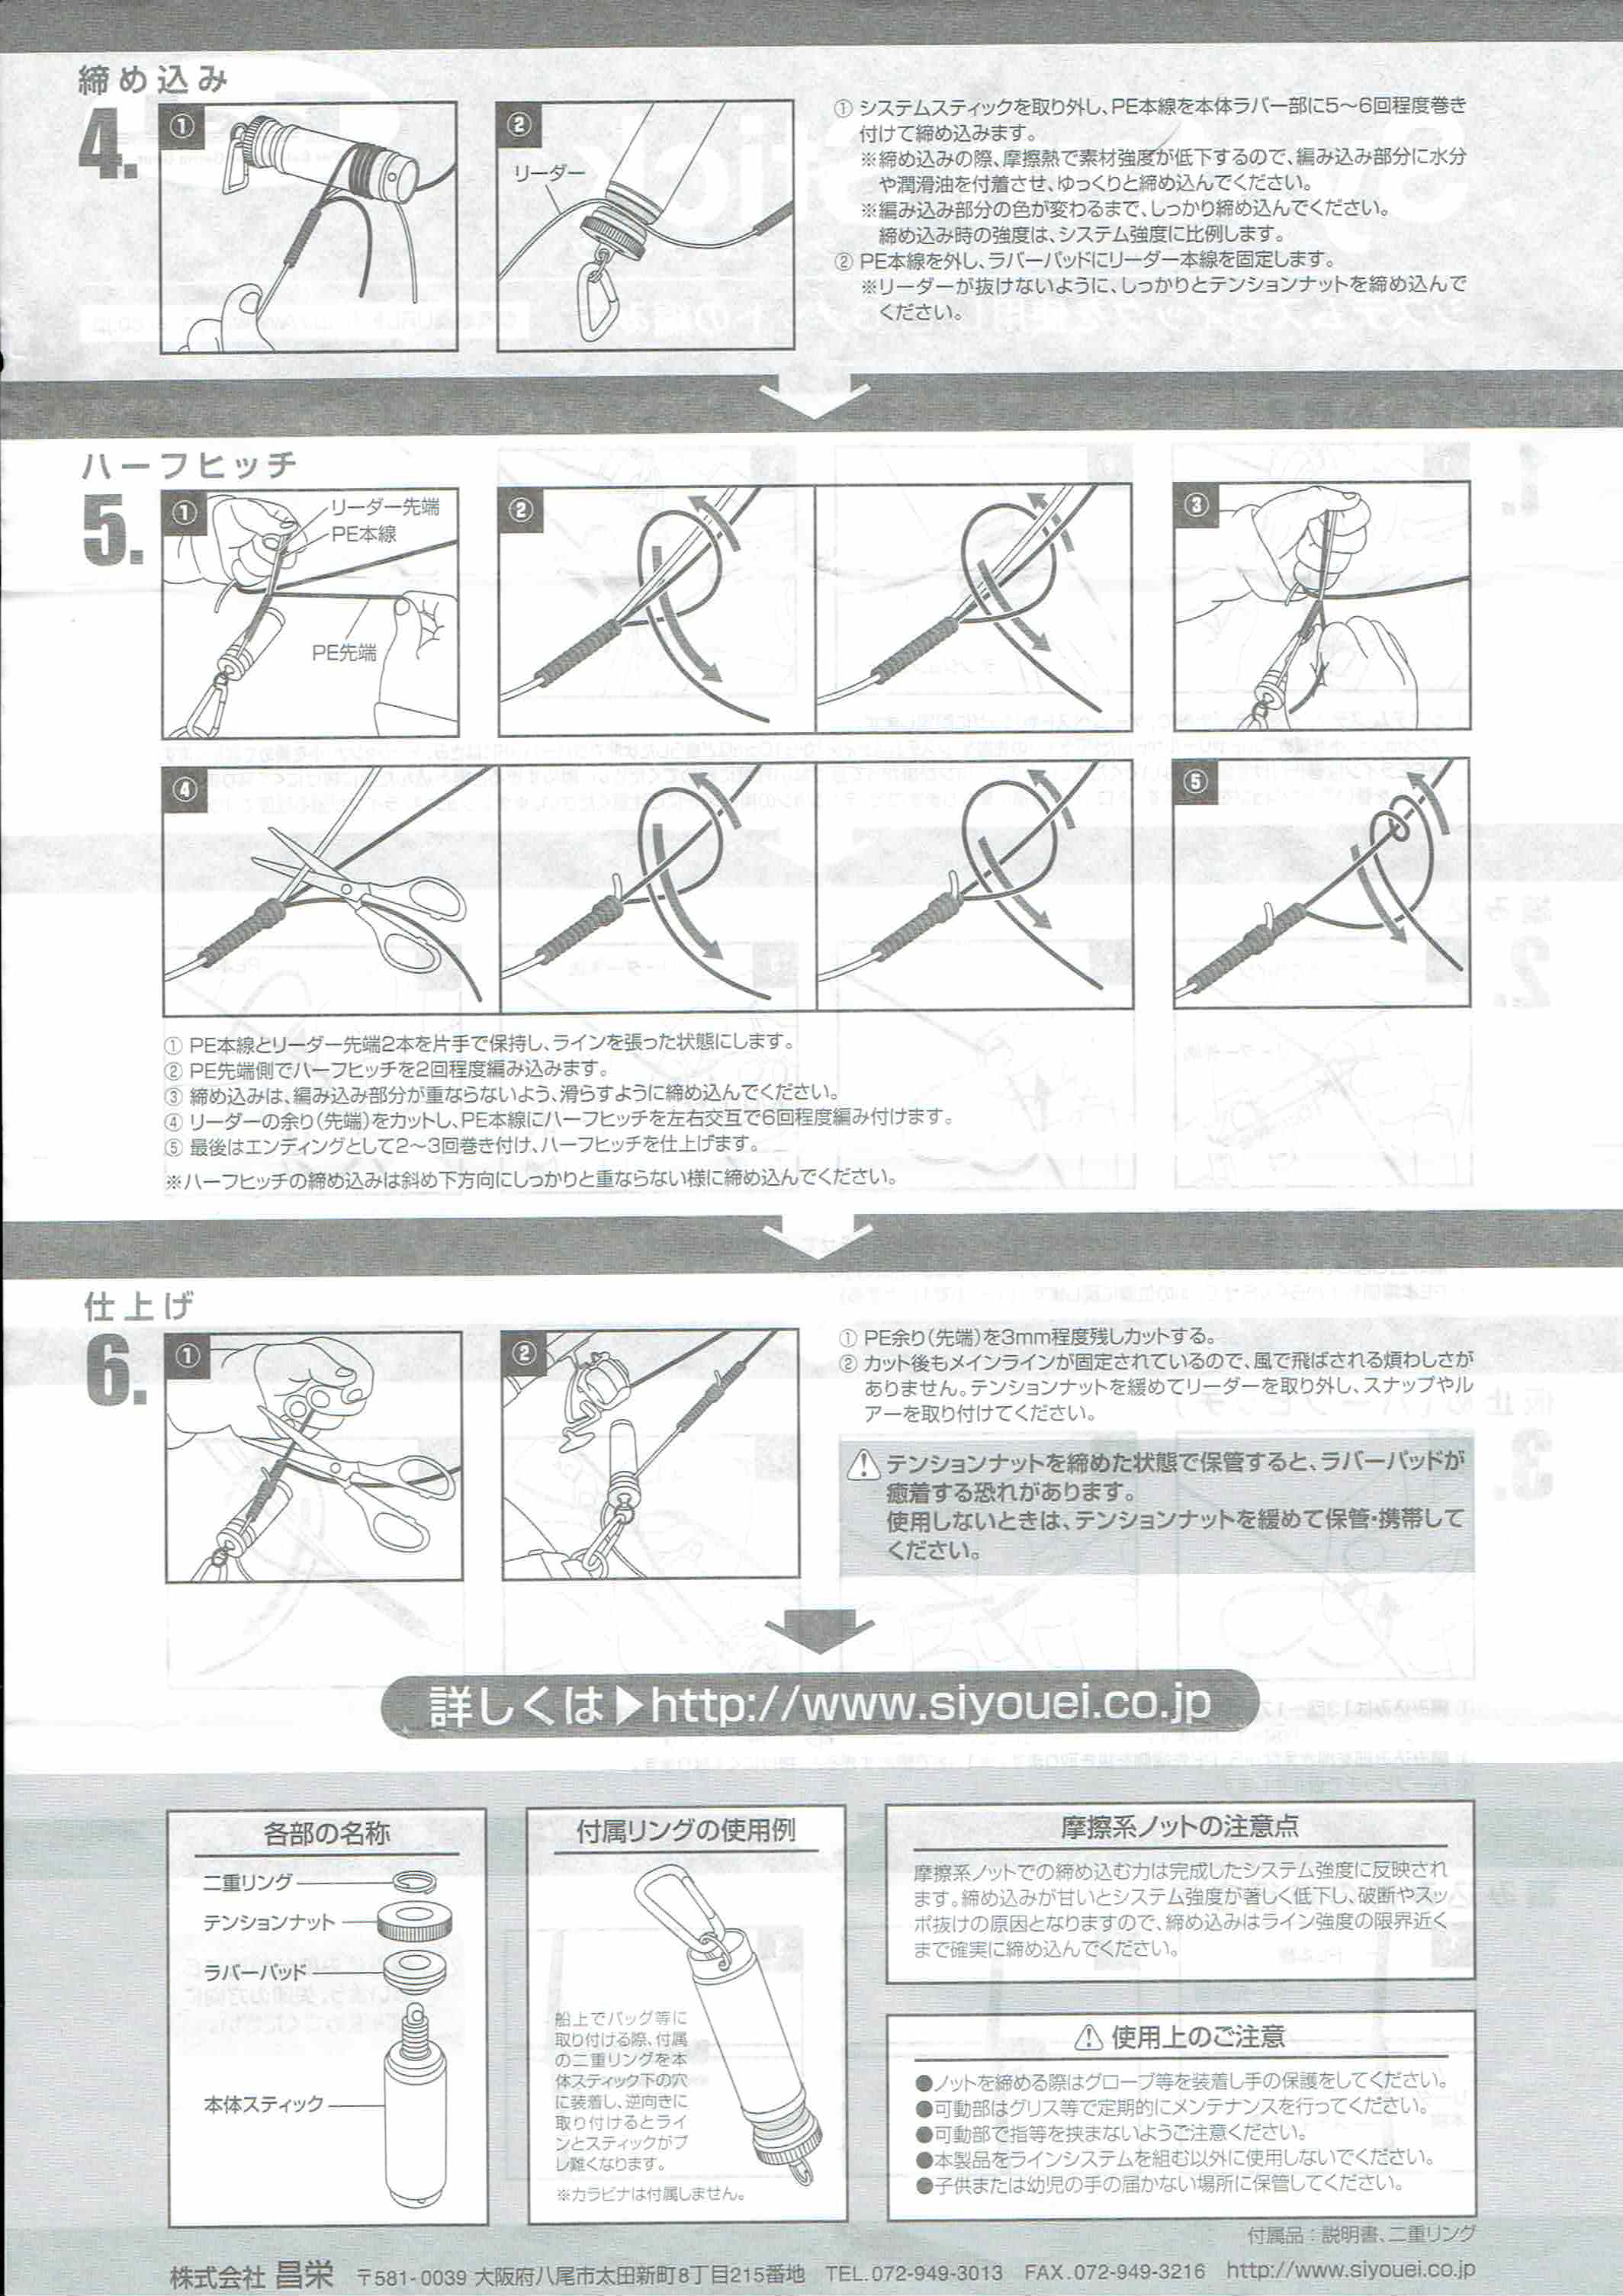 締め込み
4.
①
②
リーダー
① システムスティックを取り外し、PE本線を本体ラバー部に5～6回程度巻き
付けて締め込みます。
※締め込みの際、摩擦熱で素材強度が低下するので、編み込み部分に水分
や潤滑油を付着させ、ゆっくりと締め込んでください。
※編み込み部分の色が変わるまで、しっかり締め込んでください。
締め込み時の強度は、システム強度に比例します。
② PE本線を外し、ラバーパッドにリーダー本線を固定します。
※リーダーが抜けないように、しっかりとテンションナットを締め込んで
ください。
ハーフヒッチ
5.
①
リーダー先端
PE本線
PE先端
②
③
④
⑤
① PE本線とリーダー先端2本を片手で保持し、ラインを張った状態にします。
② PE先端側でハーフヒッチを2回程度編み込みます。
③ 締め込みは、編み込み部分が重ならないよう、滑らすように締め込んでください。
④ リーダーの余り(先端)をカットし、PE本線にハーフヒッチを左右交互で6回程度編み付けます。
⑤ 最後はエンディングとして2～3回巻き付け、ハーフヒッチを仕上げます。
※ハーフヒッチの締め込みは斜め下方向にしっかりと重ならない様に締め込んでください。
仕上げ
6.
①
②
① PE余り(先端)を3mm程度残しカットする。
② カット後もメインラインが固定されているので、風で飛ばされる煩わしさが
ありません。テンションナットを緩めてリーダーを取り外し、スナップやル
アーを取り付けてください。
テンションナットを締めた状態で保管すると、ラバーパッドが
癒着する恐れがあります。
使用しないときは、テンションナットを緩めて保管・携帯して
ください。
詳しくは▶http://www.siyouei.co.jp
各部の名称
二重リング
テンションナット
ラバーパッド
本体スティック
付属リングの使用例
船上でバッグ等に
取り付ける際、付属
の二重リングを本
体スティック下の穴
に装着し、逆向きに
取り付けるとライ
ンとスティックがブ
レ難くなります。
※カラビナは付属しません。
摩擦系ノットの注意点
摩擦系ノットでの締め込む力は完成したシステム強度に反映され
ます。締め込みが甘いとシステム強度が著しく低下し、破断やスッ
ポ抜けの原因となりますので、締め込みはライン強度の限界近く
まで確実に締め込んでください。
使用上のご注意
●ノットを締める際はグローブ等を装着し手の保護をしてください。
●可動部はグリス等で定期的にメンテナンスを行ってください。
●可動部で指等を挟まないようご注意ください。
●本製品をラインシステムを組む以外に使用しないでください。
●子供または幼児の手の届かない場所に保管してください。
付属品：説明書、二重リング
株式会社 昌栄 〒581-0039 大阪府八尾市太田新町8丁目215番地 TEL.072-949-3013 FAX.072-949-3216 http://www.siyouei.co.jp